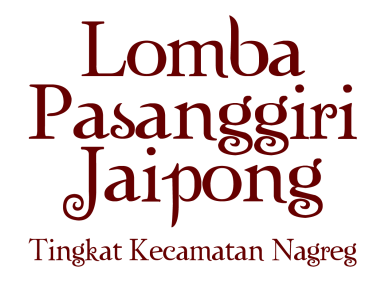 Lomba
Pasanggiri
Jaipong
Tingkat Kecamatan Nagreg